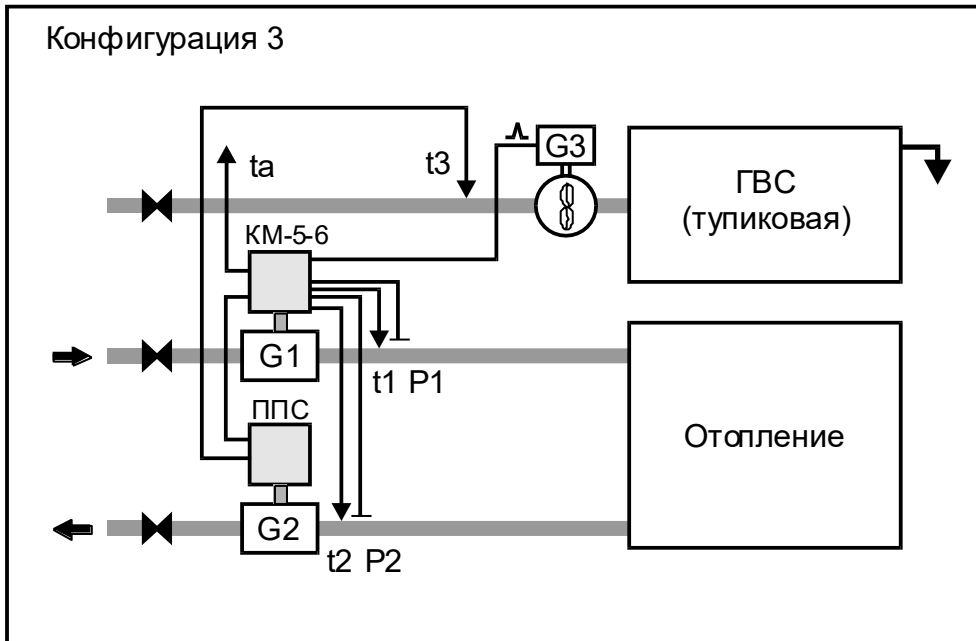 Конфигурация 3
ta
t3
G3
ГВС
(тупиковая)
КМ-5-6
G1
t1 P1
ППС
Отопление
G2
t2 P2